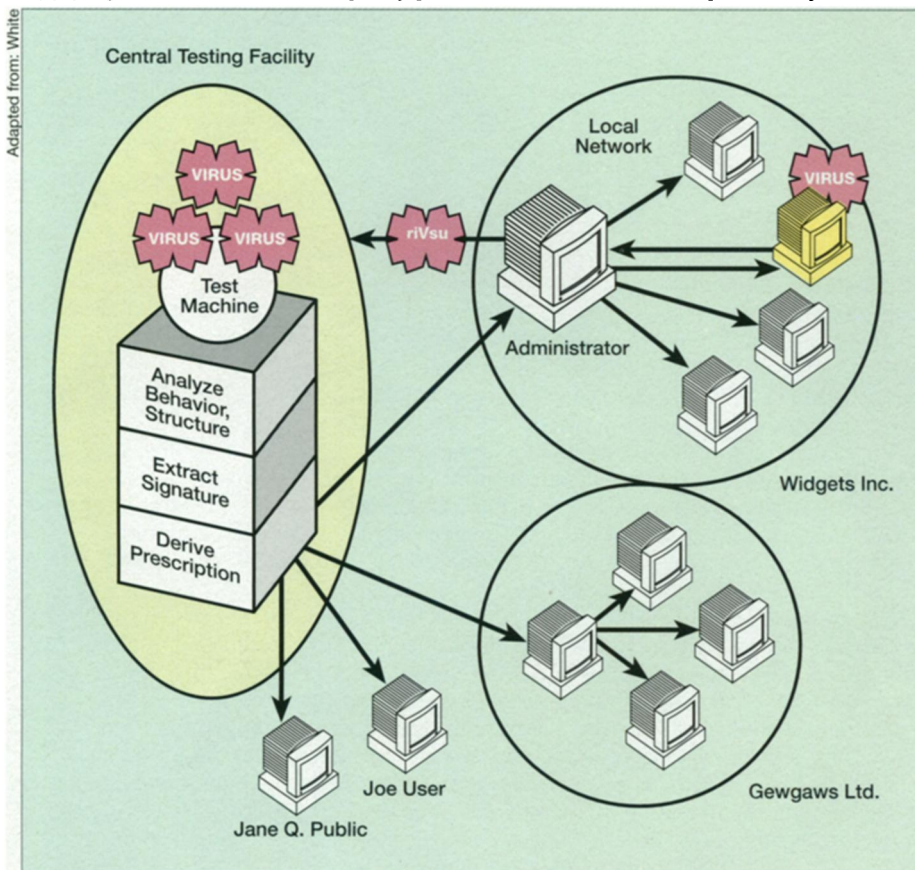 Adapted from: White
Central Testing Facility
VIRUS
VIRUS
VIRUS
Test
Machine
Analyze
Behavior,
Structure
Extract
Signature
Derive
Prescription
riVsu
Local
Network
VIRUS
Administrator
Widgets Inc.
Gewgaws Ltd.
Joe User
Jane Q. Public